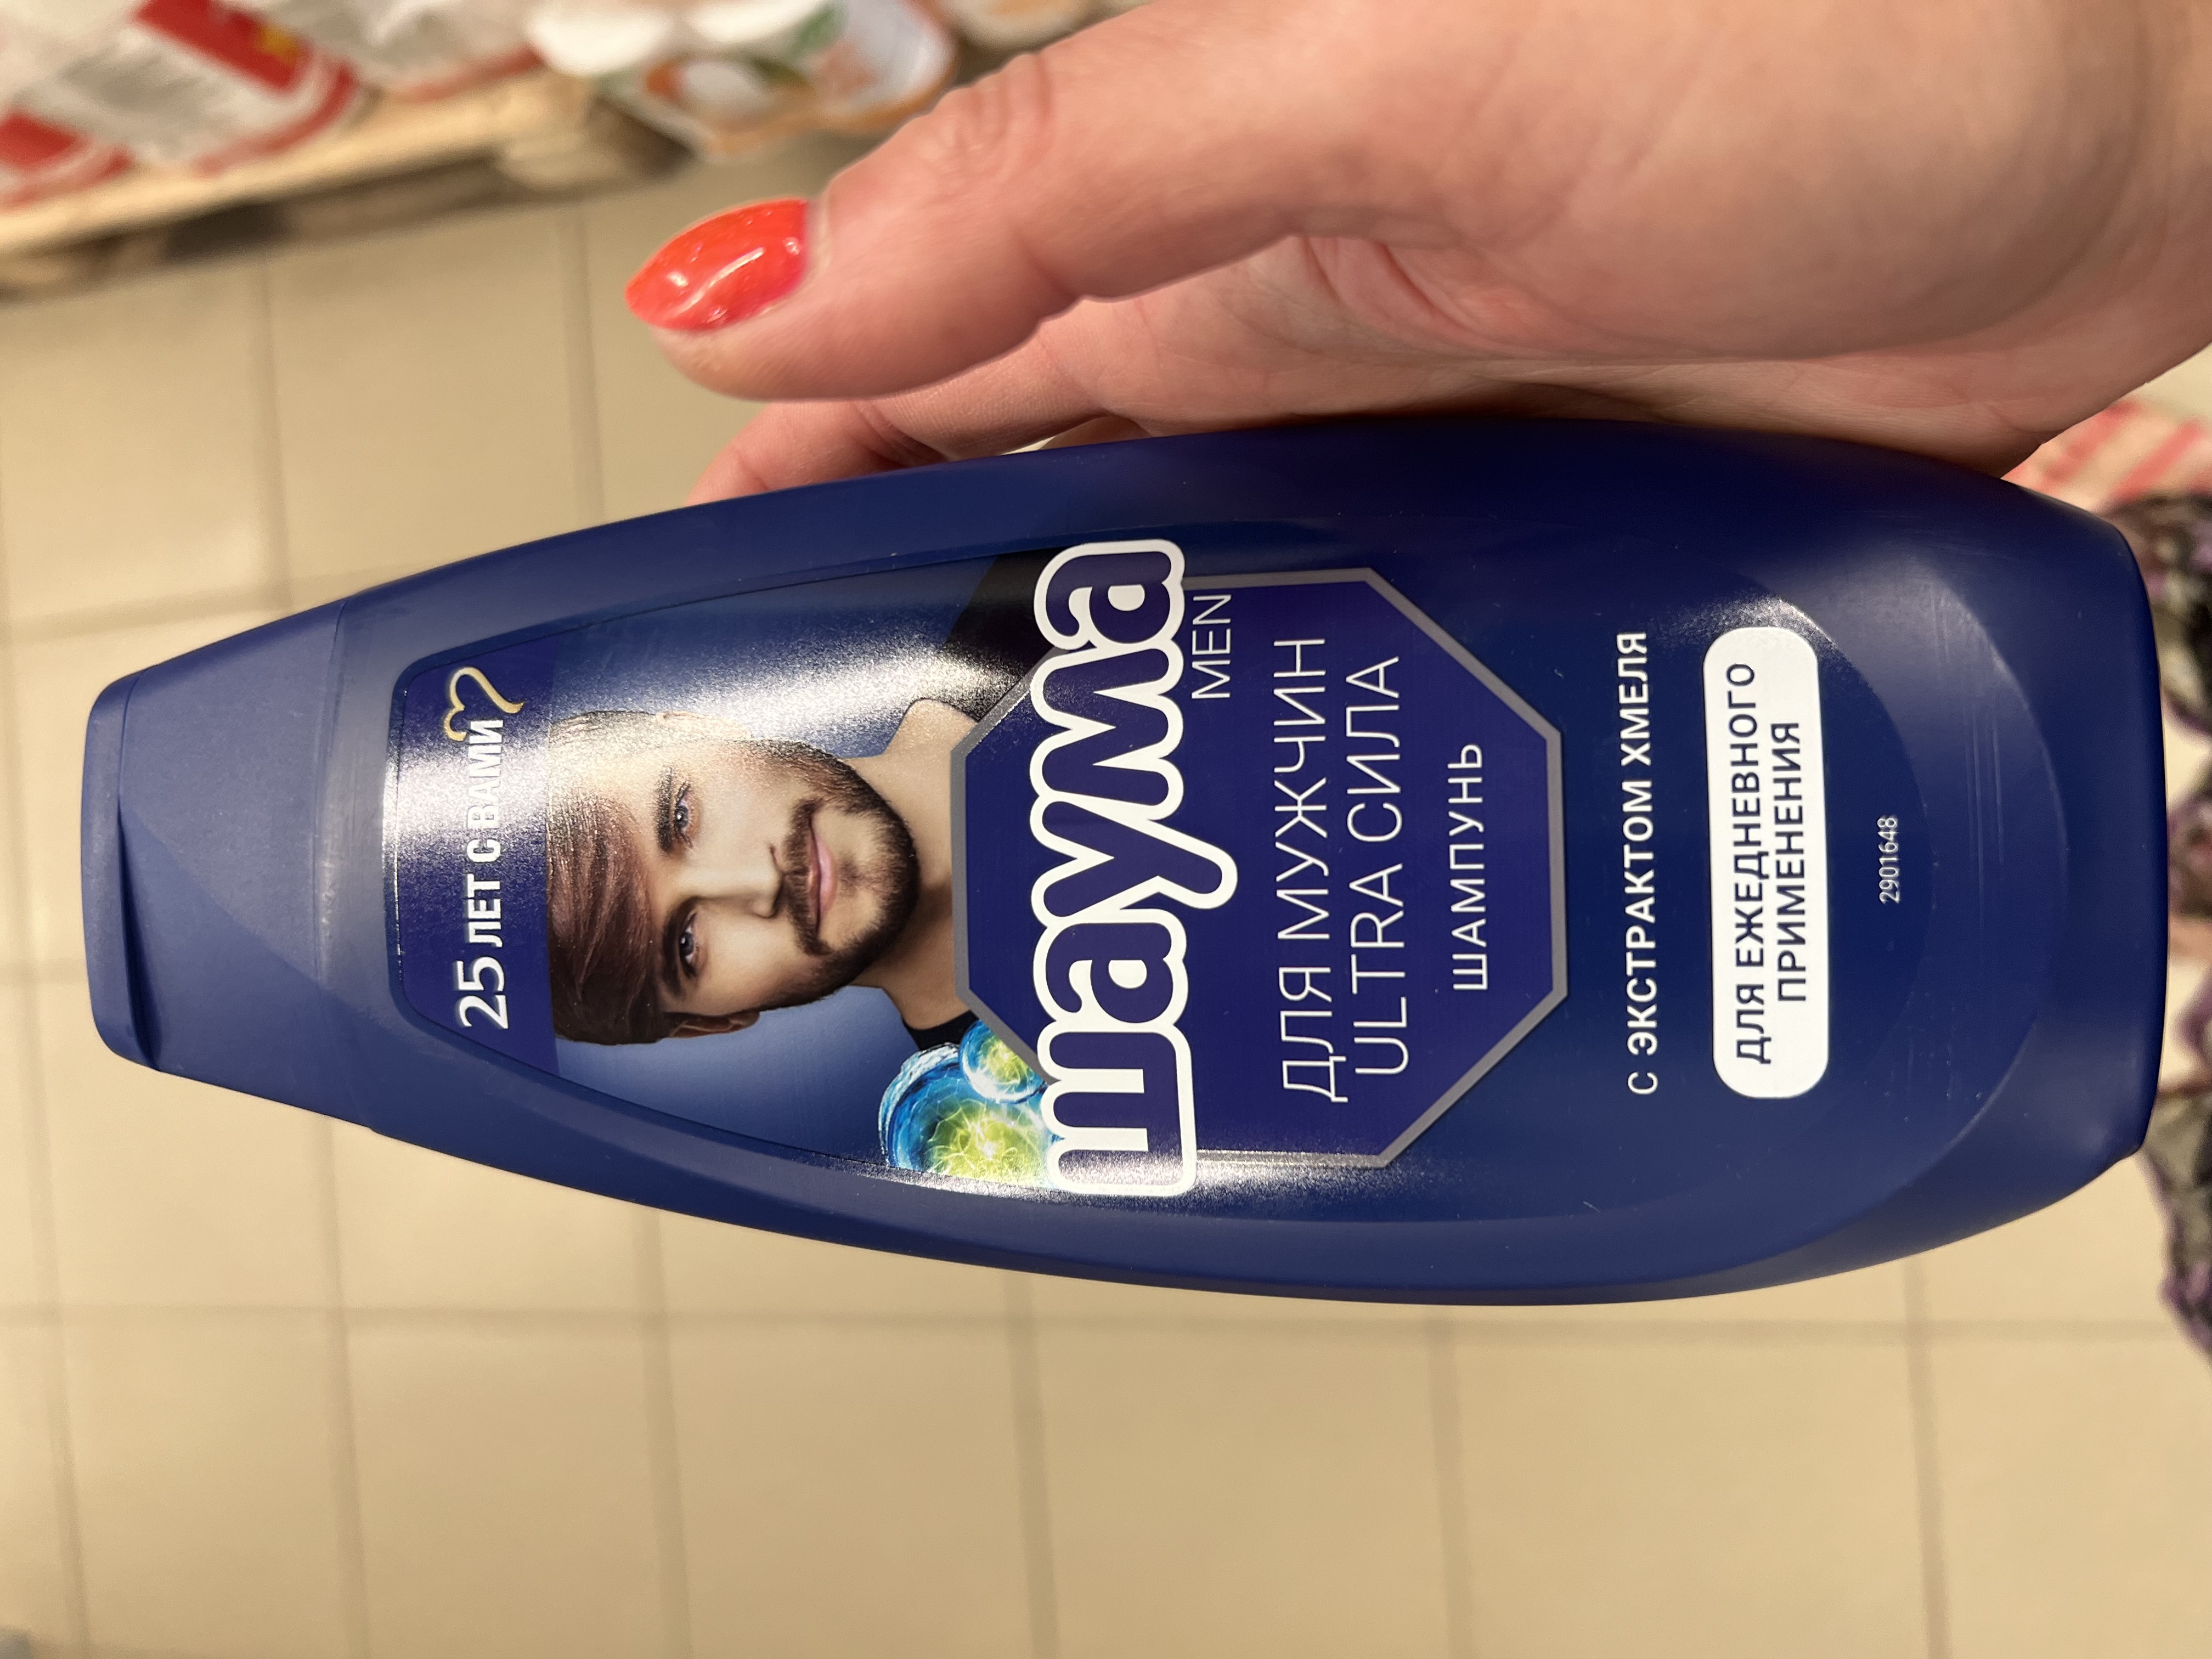 25 ЛЕТ С ВАМИ
шаума
MEN
ДЛЯ МУЖЧИН
ULTRA СИЛА
ШАМПУНЬ
С ЭКСТРАКТОМ ХМЕЛЯ
ДЛЯ ЕЖЕДНЕВНОГО
ПРИМЕНЕНИЯ
2901648